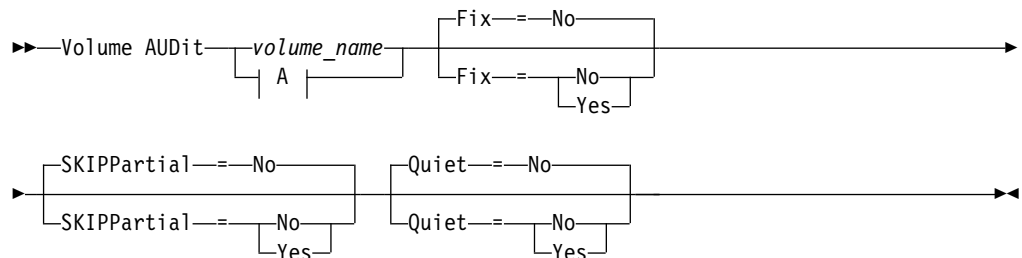 Fix = No
Volume AUDit volume_name
A
Fix = No
Yes
SKIPPartial = No
Quiet = No
SKIPPartial = No
Yes
Quiet = No
Yes